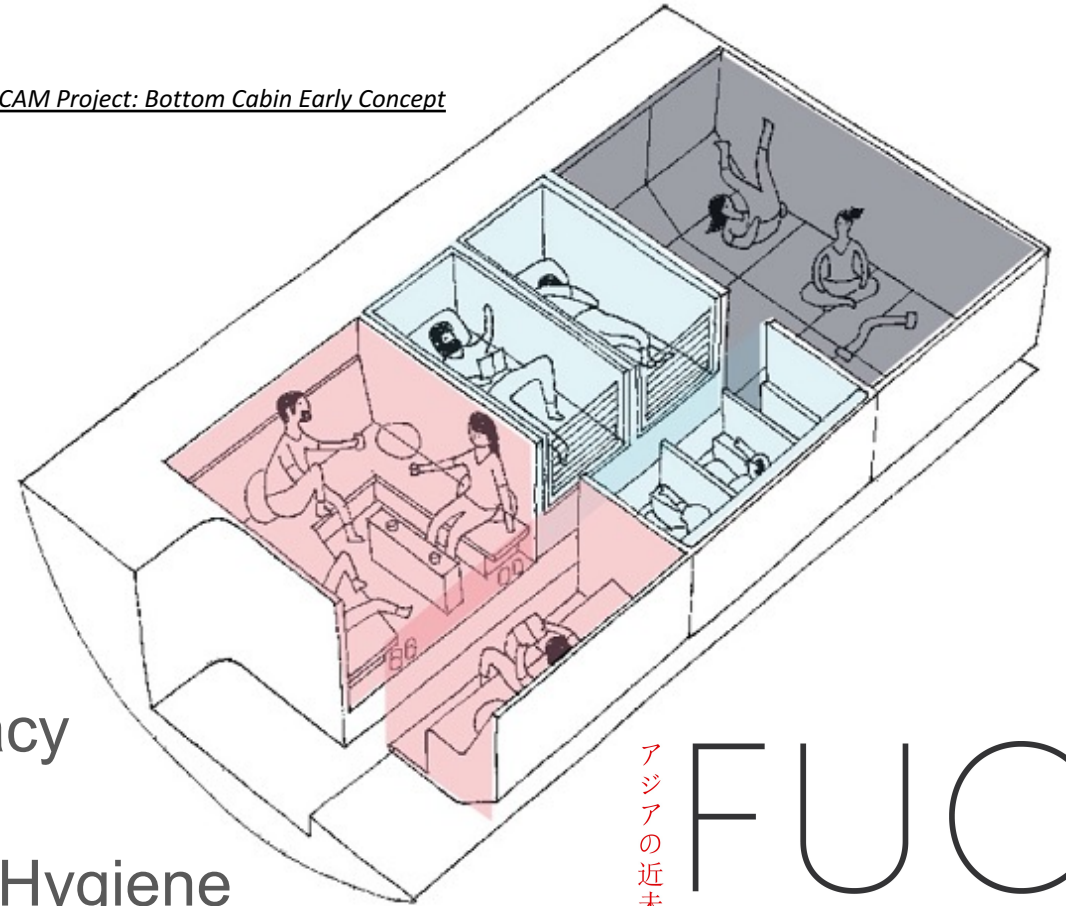 CAM Project: Bottom Cabin Early Concept
acy
Hygiene
アジアの近未
FUC